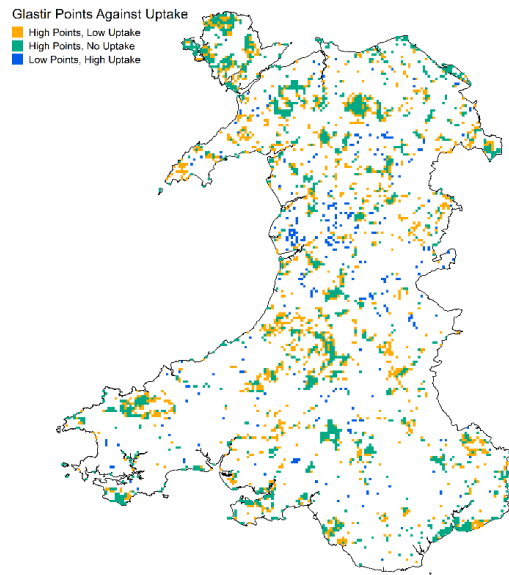 Glastir Points Against Uptake
High Points, Low Uptake
High Points, No Uptake
Low Points, High Uptake